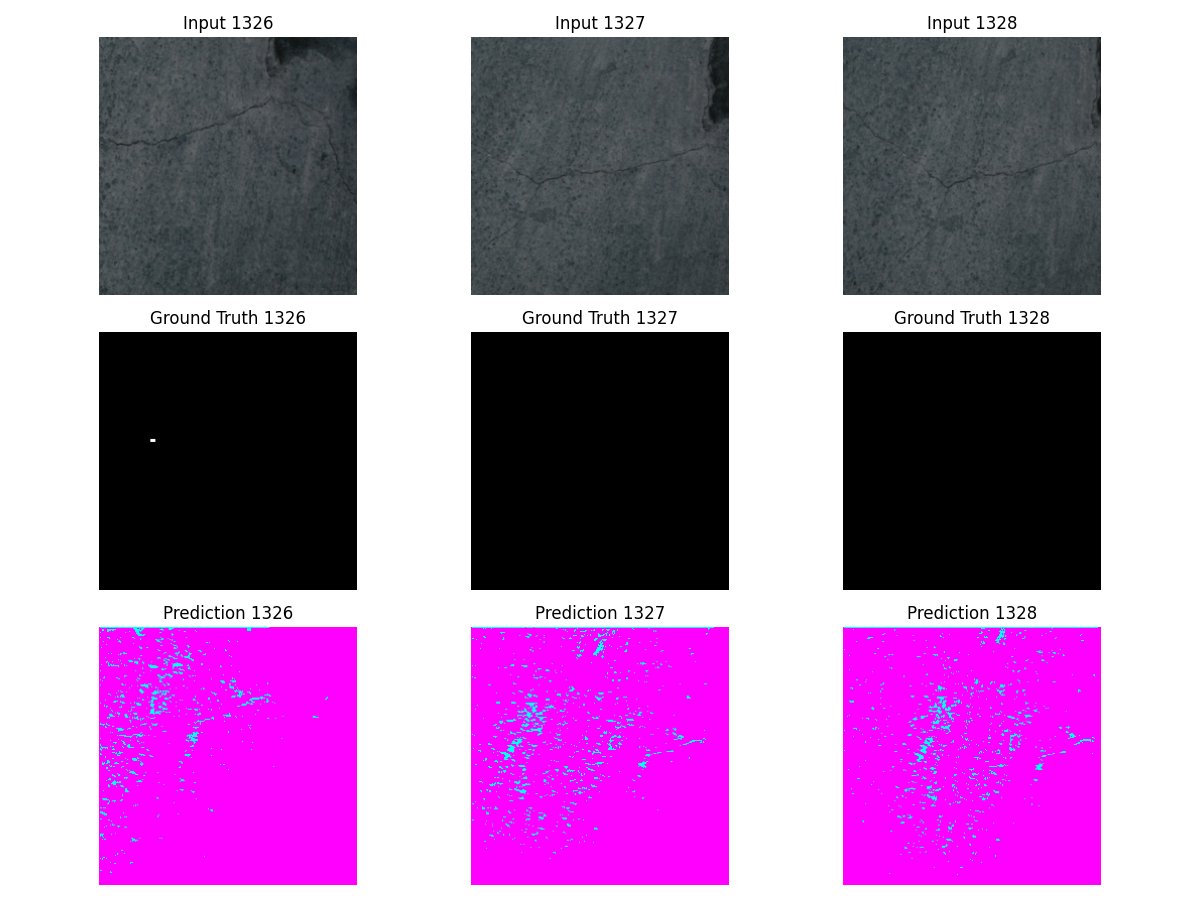 Input 1326
Input 1327
Input 1328
Ground Truth 1326
Ground Truth 1327
Ground Truth 1328
Prediction 1326
Prediction 1327
Prediction 1328